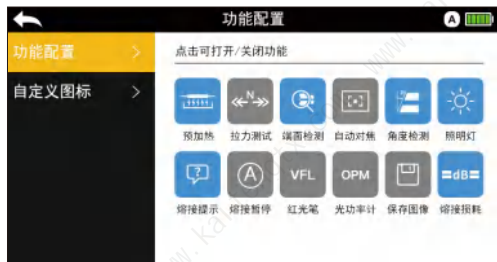 功能配置
A
功能配置 >
自定义图标 >
点击可打开/关闭功能
N
预加热 拉力测试 端面检测 自动对焦 角度检测 照明灯
? A VFL OPM =dB=
熔接提示 熔接暂停 红光笔 光功率计 保存图像 熔接损耗